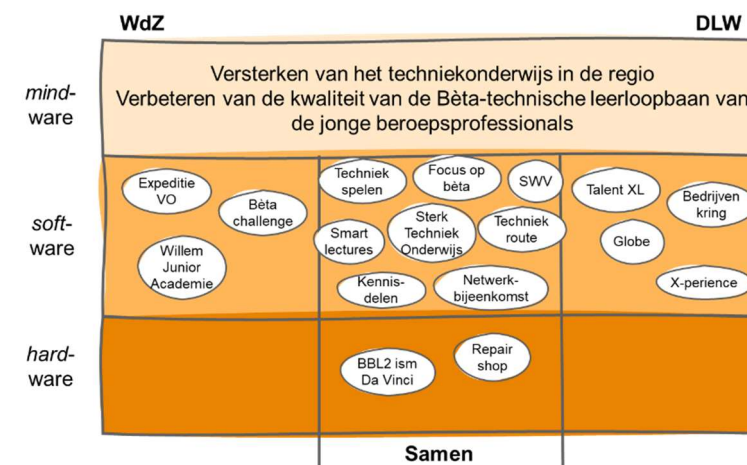 WdZ
DLW
mind-
ware
Versterken van het techniekonderwijs in de regio
Verbeteren van de kwaliteit van de Bèta-technische leerloopbaan van
de jonge beroepsprofessionals
soft-
ware
Expeditie
VO
Bèta
challenge
Willem
Junior
Academie
Techniek
spelen
Focus op
bèta
SWV
Smart
lectures
Sterk
Techniek
Onderwijs
Techniek
route
Kennis-
delen
Netwerk-
bijeenkomst
Talent XL
Bedrijven
kring
Globe
X-perience
hard-
ware
BBL2 ism
Da Vinci
Repair
shop
Samen